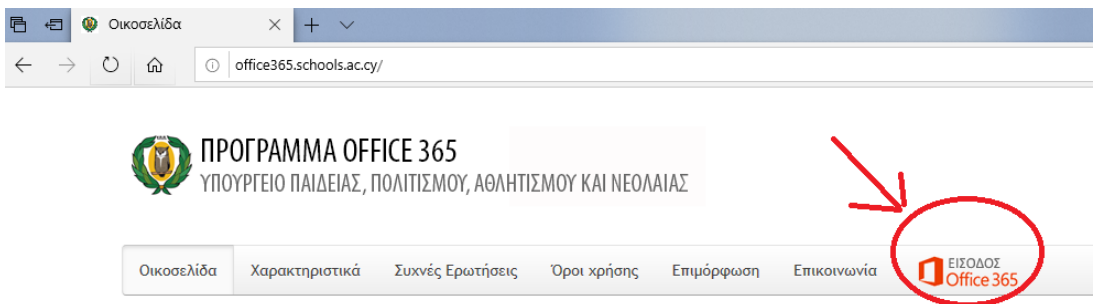 Οικοσελίδα
office365.schools.ac.cy/
ΠΡΟΓΡΑΜΜΑ OFFICE 365
ΥΠΟΥΡΓΕΙΟ ΠΑΙΔΕΙΑΣ, ΠΟΛΙΤΙΣΜΟΥ, ΑΘΛΗΤΙΣΜΟΥ ΚΑΙ ΝΕΟΛΑΙΑΣ
Οικοσελίδα Χαρακτηριστικά Συχνές Ερωτήσεις Όροι χρήσης Επιμόρφωση Επικοινωνία ΕΙΣΟΔΟΣ
Office 365